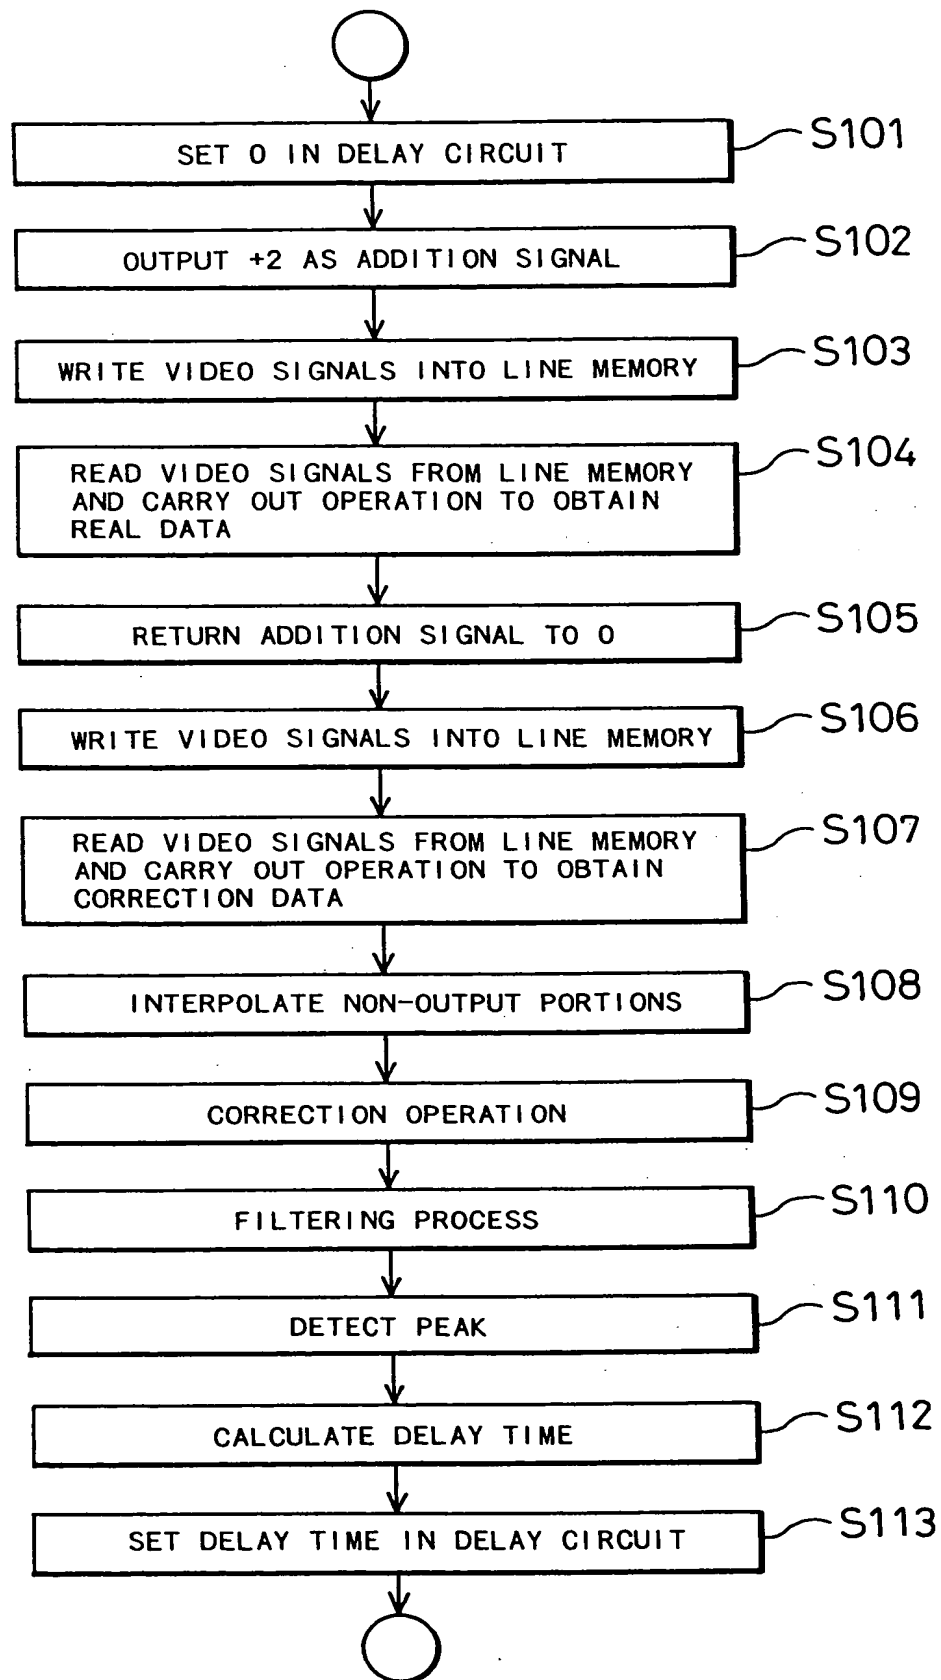 SET 0 IN DELAY CIRCUIT
S101
OUTPUT +2 AS ADDITION SIGNAL
S102
WRITE VIDEO SIGNALS INTO LINE MEMORY
S103
READ VIDEO SIGNALS FROM LINE MEMORY
AND CARRY OUT OPERATION TO OBTAIN
REAL DATA
S104
RETURN ADDITION SIGNAL TO 0
S105
WRITE VIDEO SIGNALS INTO LINE MEMORY
S106
READ VIDEO SIGNALS FROM LINE MEMORY
AND CARRY OUT OPERATION TO OBTAIN
CORRECTION DATA
S107
INTERPOLATE NON-OUTPUT PORTIONS
S108
CORRECTION OPERATION
S109
FILTERING PROCESS
S110
DETECT PEAK
S111
CALCULATE DELAY TIME
S112
SET DELAY TIME IN DELAY CIRCUIT
S113